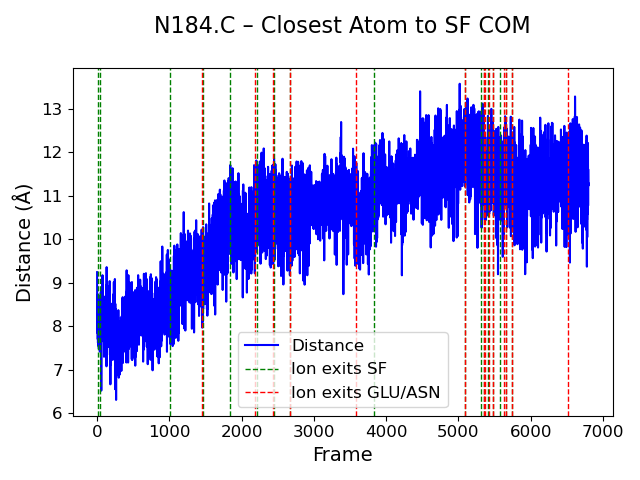 N184.C – Closest Atom to SF COM
Distance (Å)
13
12
11
10
9
8
7
6
Distance
Ion exits SF
Ion exits GLU/ASN
0 1000 2000 3000 4000 5000 6000 7000
Frame